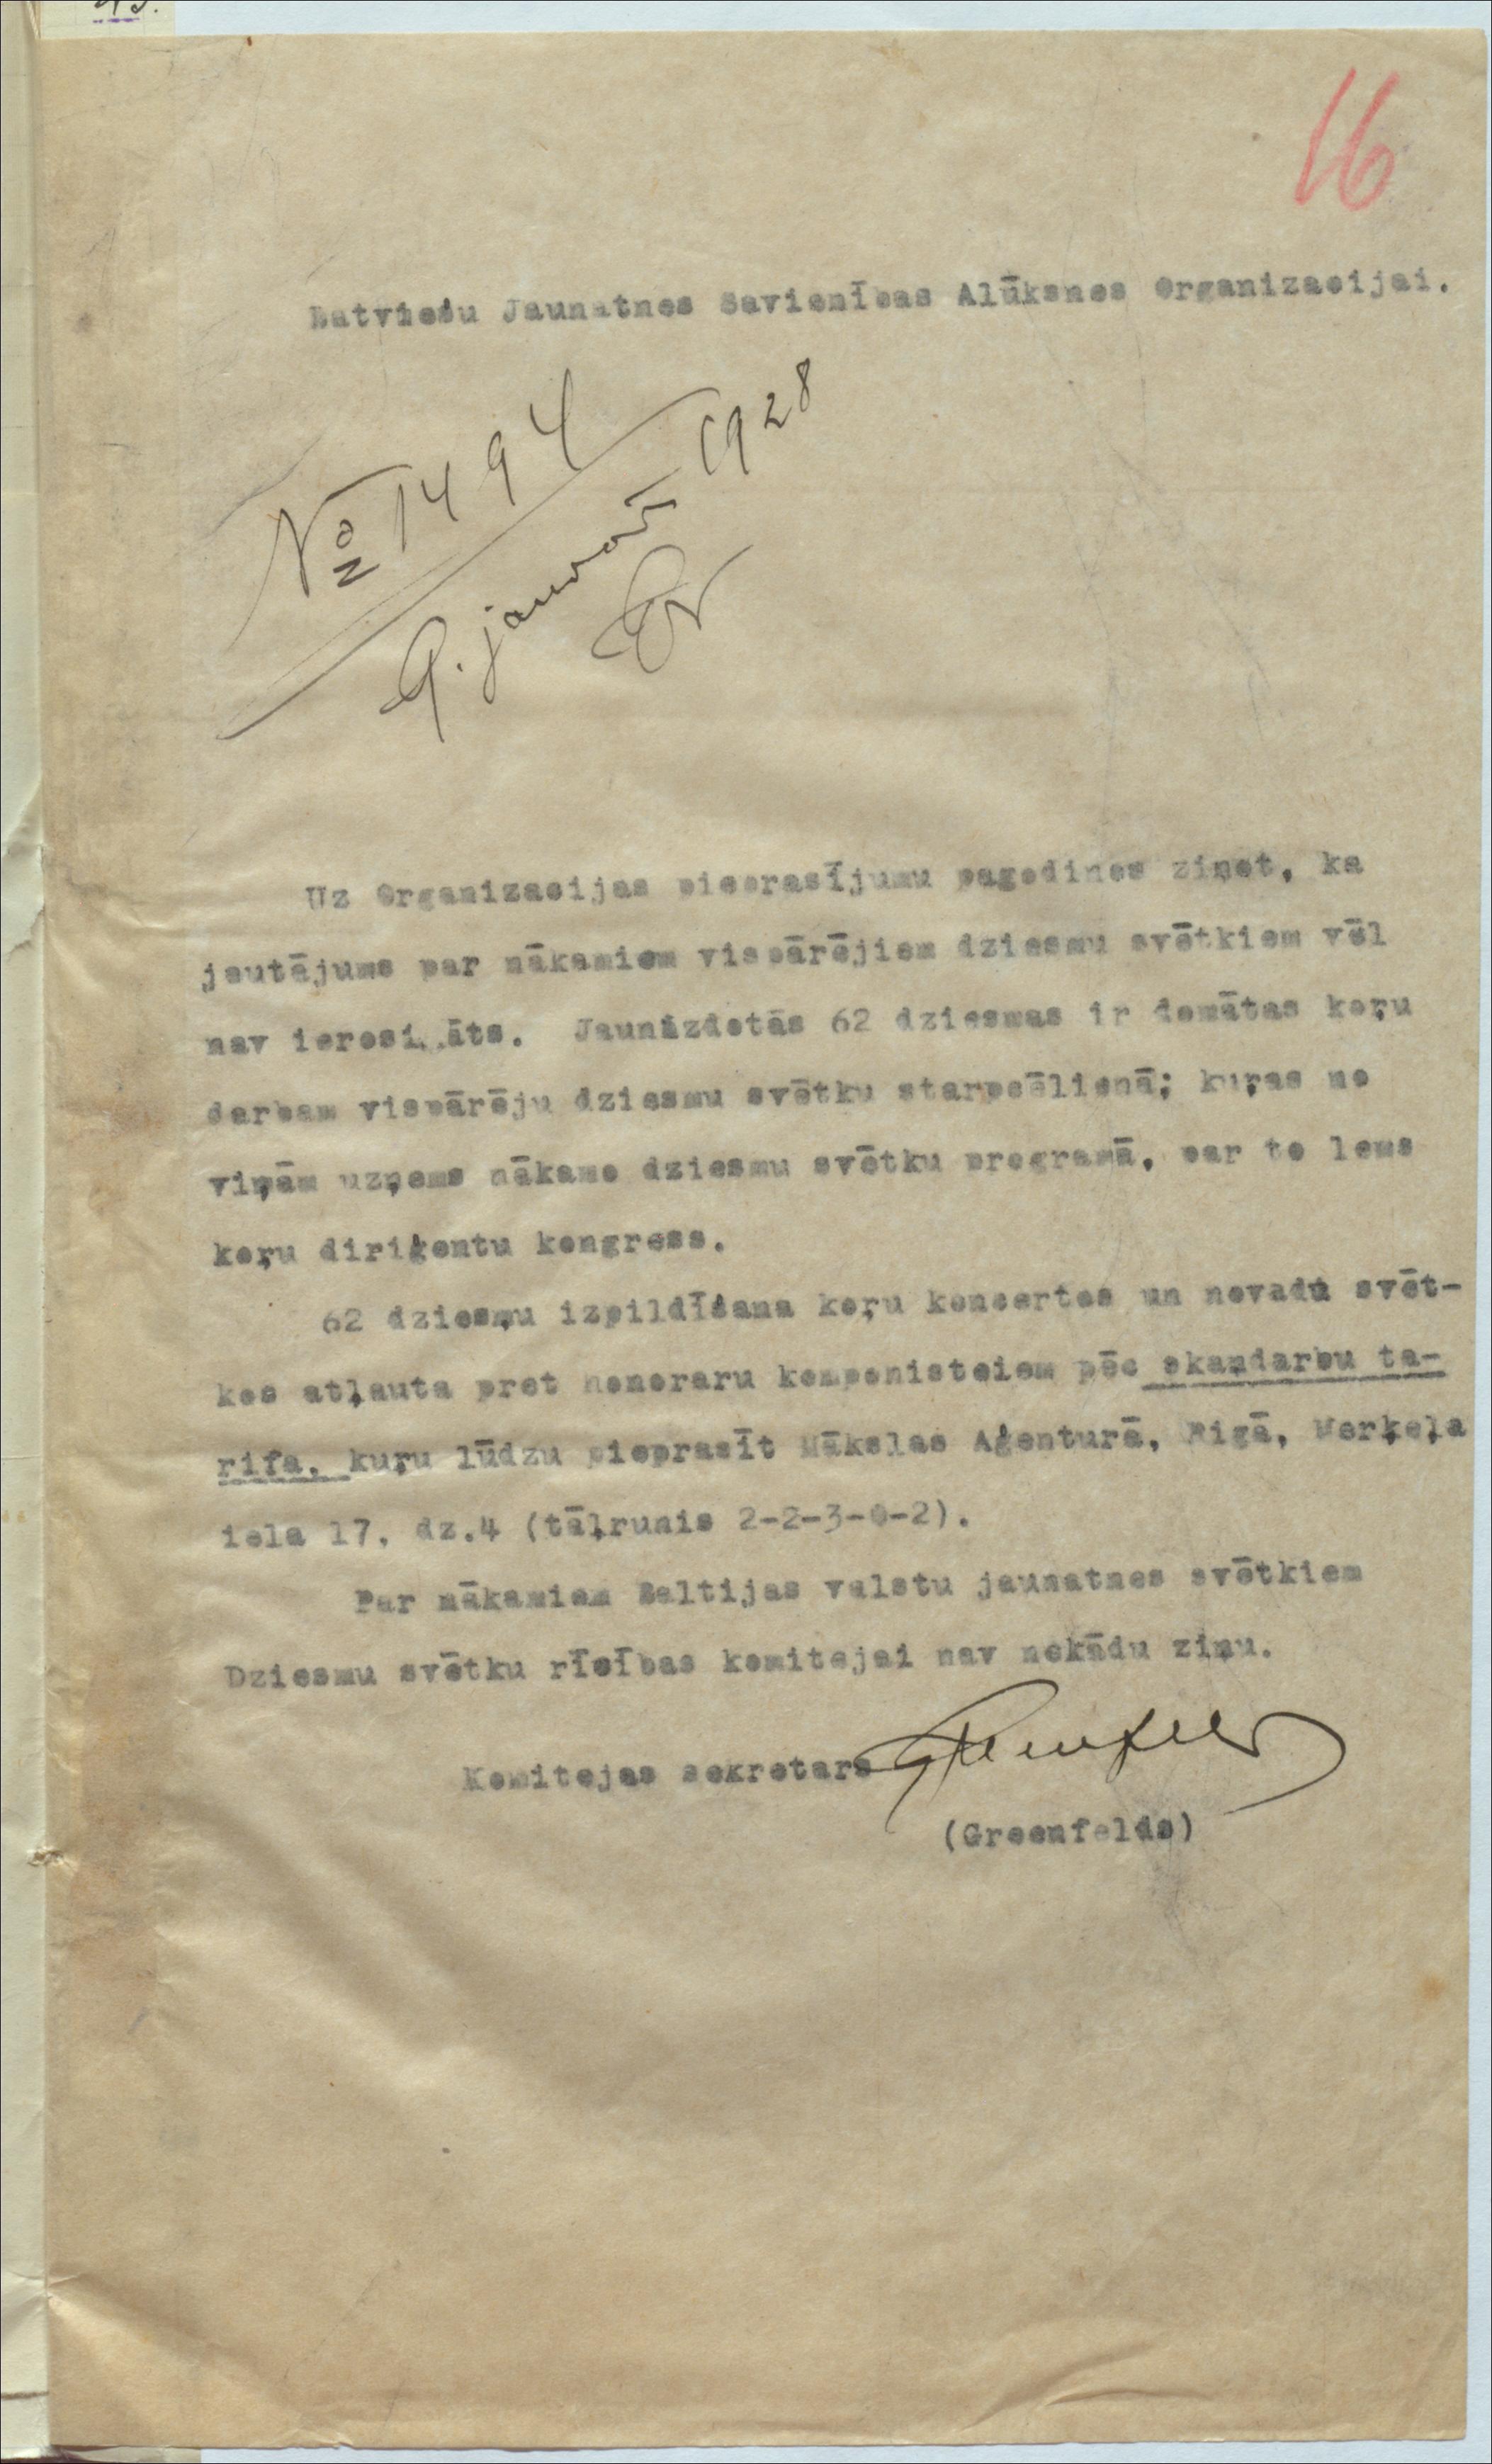 16
Latviešu Jaunatnes Savienības Alūksnes Organizacijai.
№ 1494
9. janvarī 1928
Uz Organizacijas pieprasījumu pagodinos ziņot, ka
jautājums par nākamiem vispārējiem dziesmu svētkiem vēl
nav ierosināts. Jaunizdotās 62 dziesmas ir domātas koŗu
darbam vispārēju dziesmu svētku starpcēlienā; kuŗas no
viņām uzņems nākamo dziesmu svētku programā, par to lems
koŗu diriģentu kongress.
62 dziesmu izpildīšana koŗu koncertos un novadu svēt-
kos atļauta pret honoraru komponistoiem pēc skaņdarbu ta-
rifa, kuŗu lūdzu pieprasīt Mākslas Aģenturā, Rīgā, Merķeļa
iela 17, dz.4 (tāļrunis 2-2-3-0-2).
Par nākamiem Baltijas valstu jaunatnes svētkiem
Dziesmu svētku rīcības komitejai nav nekādu ziņu.
Komitejas sekretars
(Greenfelds)